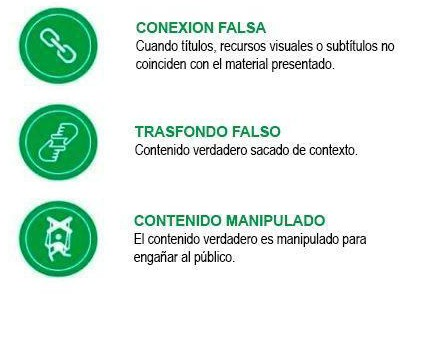 CONEXION FALSA
Cuando títulos, recursos visuales o subtítulos no
coinciden con el material presentado.
TRASFONDO FALSO
Contenido verdadero sacado de contexto.
CONTENIDO MANIPULADO
El contenido verdadero es manipulado para
engañar al público.